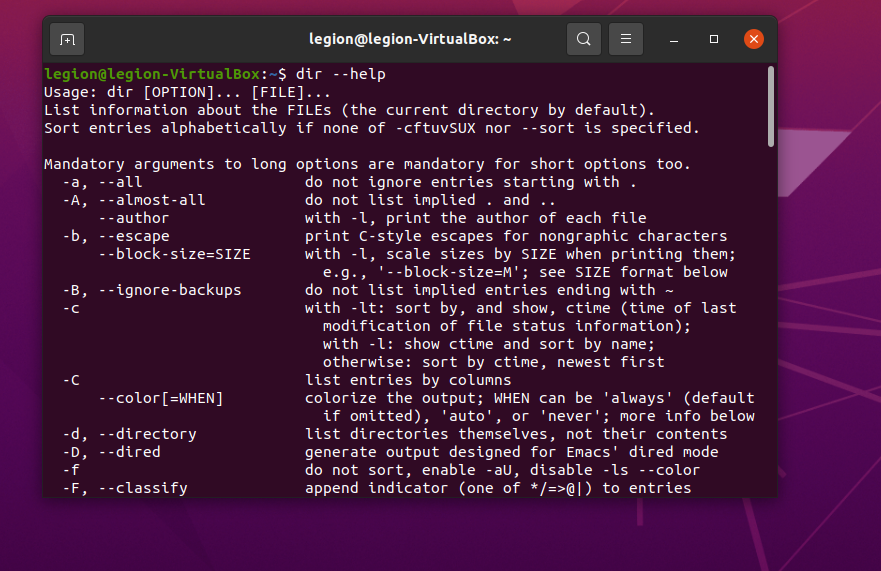 legion@legion-VirtualBox: ~
legion@legion-VirtualBox:~$ dir --help
Usage: dir [OPTION]... [FILE]...
List information about the FILEs (the current directory by default).
Sort entries alphabetically if none of -cftuvSUX nor --sort is specified.

Mandatory arguments to long options are mandatory for short options too.
  -a, --all                  do not ignore entries starting with .
  -A, --almost-all           do not list implied . and ..
      --author               with -l, print the author of each file
  -b, --escape               print C-style escapes for nongraphic characters
      --block-size=SIZE      with -l, scale sizes by SIZE when printing them;
                               e.g., '--block-size=M'; see SIZE format below
  -B, --ignore-backups       do not list implied entries ending with ~
  -c                         with -lt: sort by, and show, ctime (time of last
                               modification of file status information);
                               with -l: show ctime and sort by name;
                               otherwise: sort by ctime, newest first
  -C                         list entries by columns
      --color[=WHEN]         colorize the output; WHEN can be 'always' (default
                               if omitted), 'auto', or 'never'; more info below
  -d, --directory            list directories themselves, not their contents
  -D, --dired                generate output designed for Emacs' dired mode
  -f                         do not sort, enable -aU, disable -ls --color
  -F, --classify             append indicator (one of */=>@|) to entries